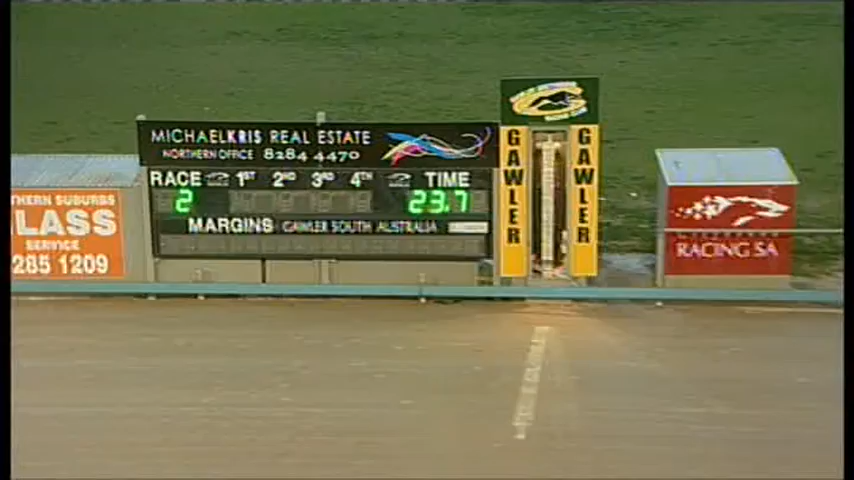 MICHAELKRIS REAL ESTATE
NORTHERN OFFICE 8284 4470
RACE 1ST 2ND 3RD 4TH TIME
2 23.7
MARGINS GAWLER SOUTH AUSTRALIA
THERN SUBURBS
LASS
SERVICE
285 1209
GAWLER
GAWLER
RACING SA